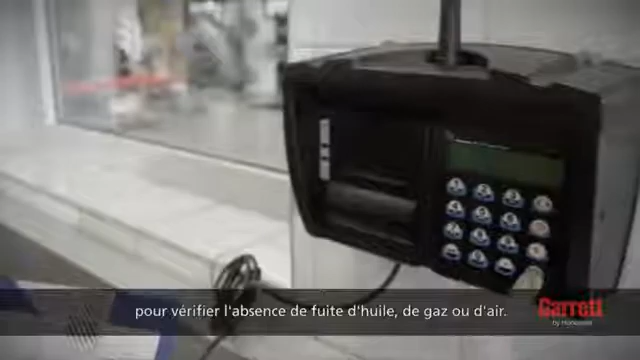 pour vérifier l'absence de fuite d'huile, de gaz ou d'air.
Garrett
by Honeywell